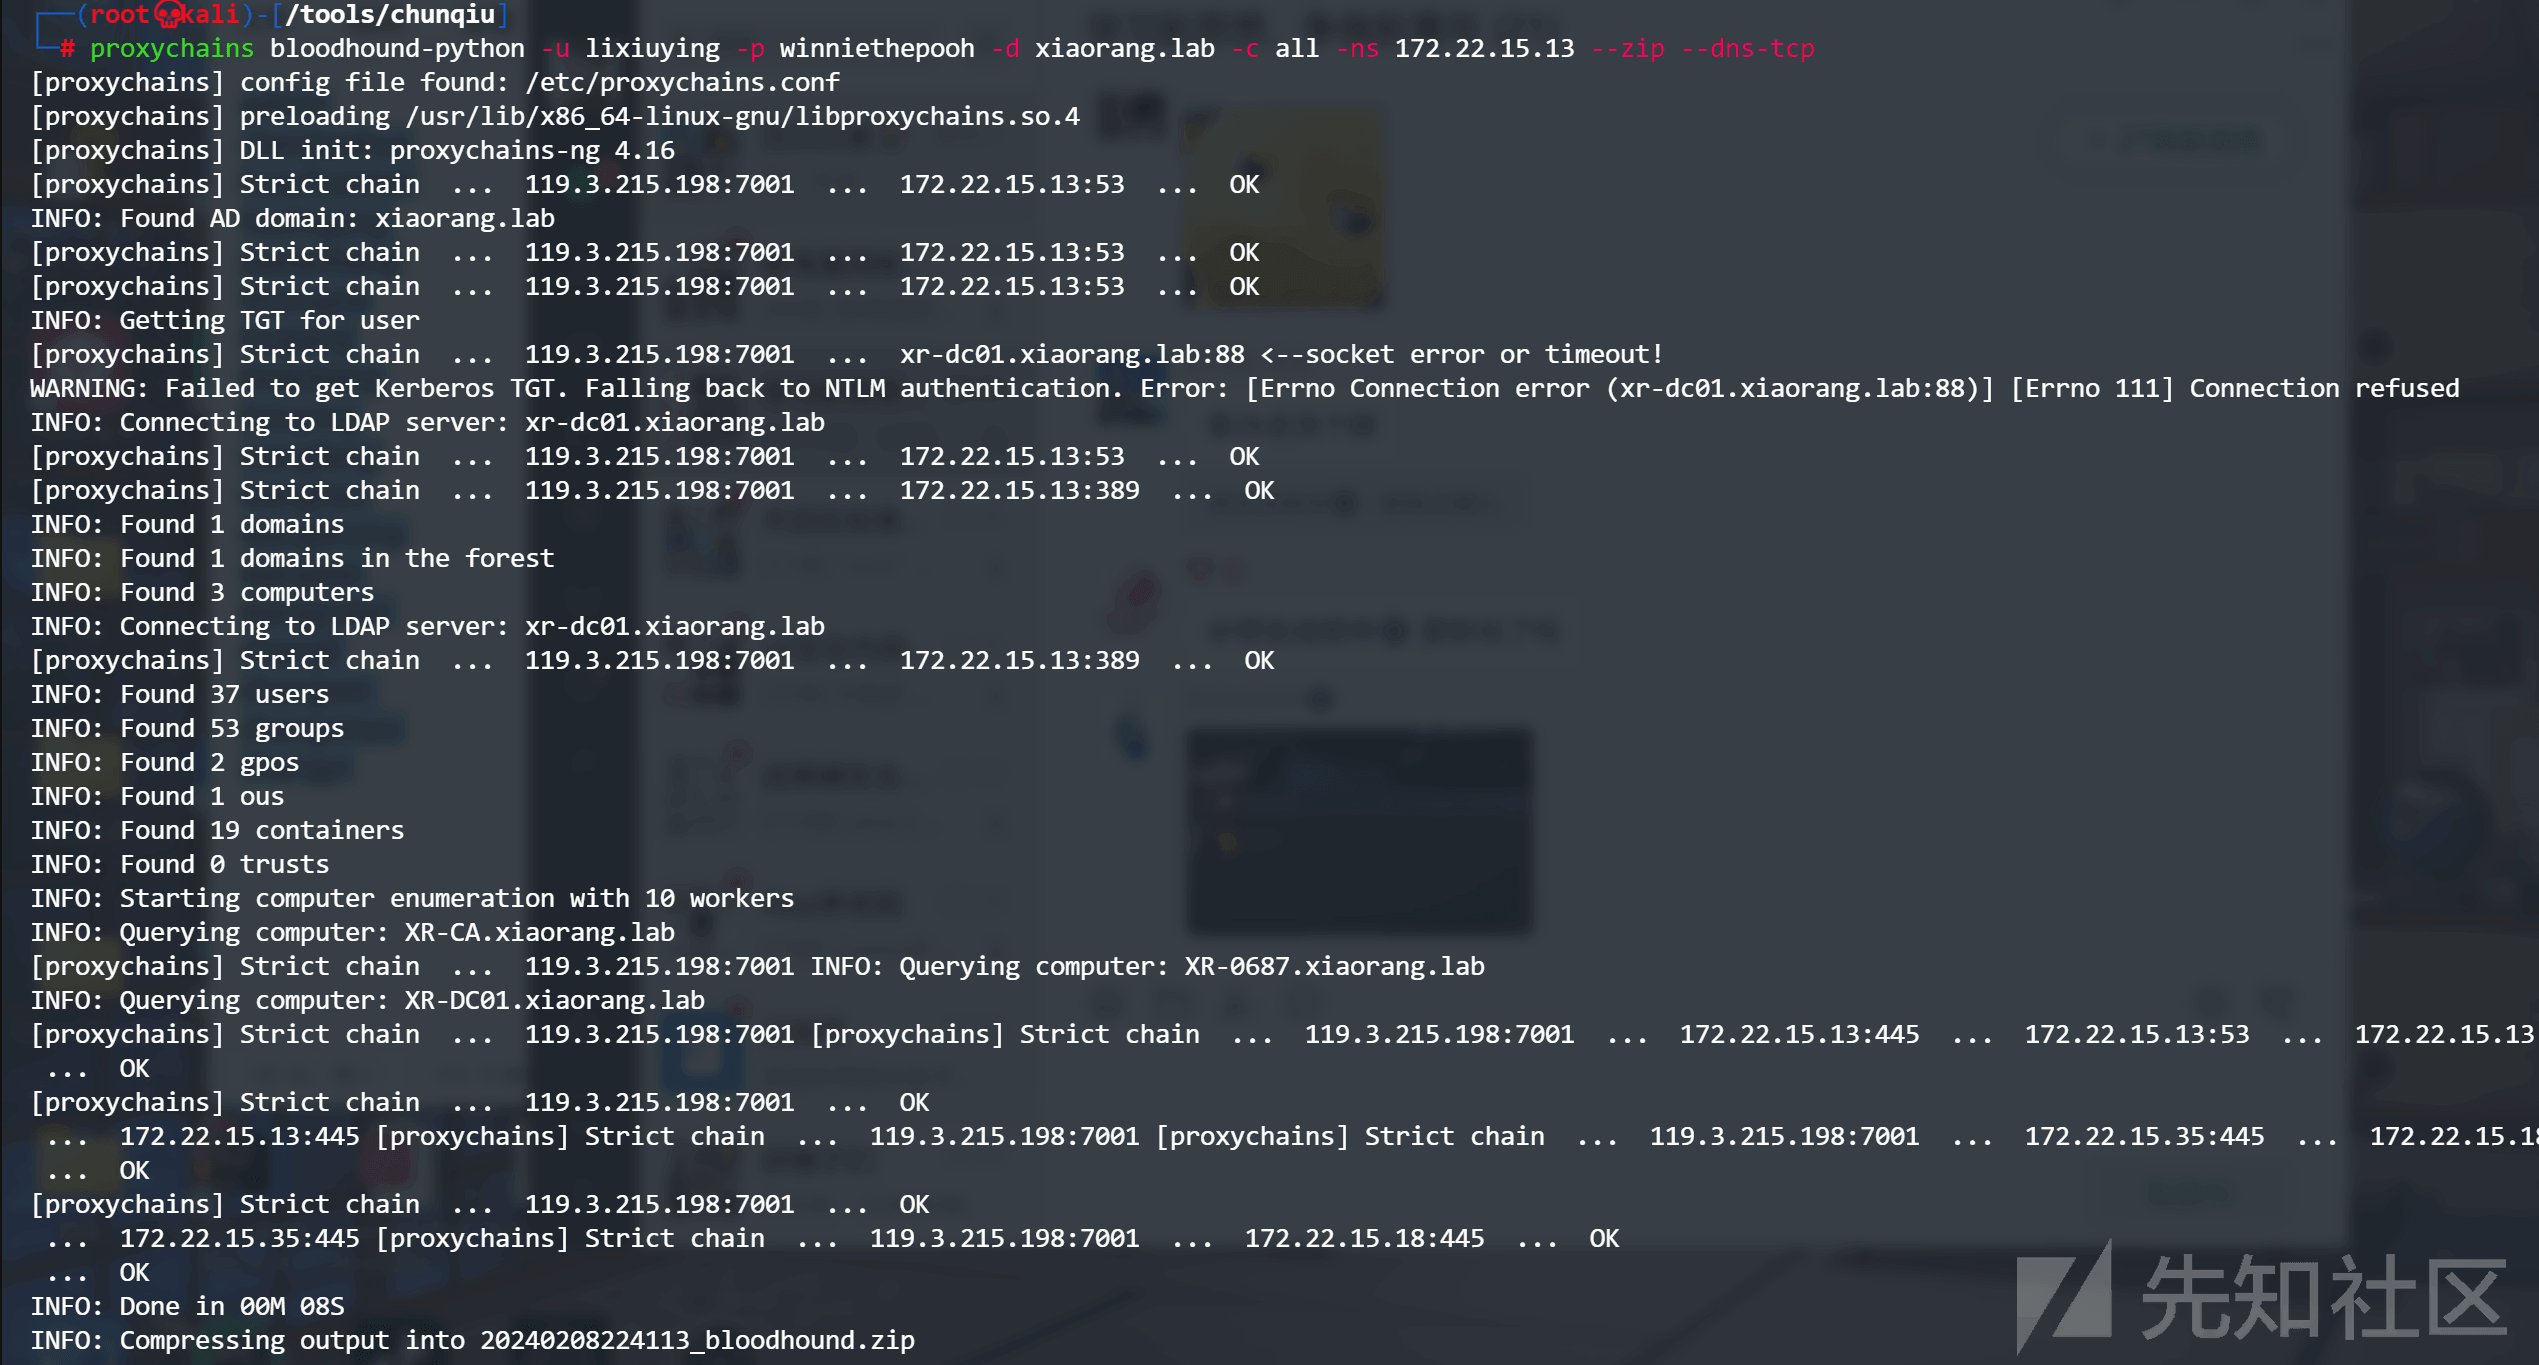 ┌──(root💀kali)-[/tools/chunqiu]
└─# proxychains bloodhound-python -u lixiuying -p winniethepooh -d xiaorang.lab -c all -ns 172.22.15.13 --zip --dns-tcp
[proxychains] config file found: /etc/proxychains.conf
[proxychains] preloading /usr/lib/x86_64-linux-gnu/libproxychains.so.4
[proxychains] DLL init: proxychains-ng 4.16
[proxychains] Strict chain  ...  119.3.215.198:7001  ...  172.22.15.13:53  ...  OK
INFO: Found AD domain: xiaorang.lab
[proxychains] Strict chain  ...  119.3.215.198:7001  ...  172.22.15.13:53  ...  OK
[proxychains] Strict chain  ...  119.3.215.198:7001  ...  172.22.15.13:53  ...  OK
INFO: Getting TGT for user
[proxychains] Strict chain  ...  119.3.215.198:7001  ...  xr-dc01.xiaorang.lab:88 <--socket error or timeout!
WARNING: Failed to get Kerberos TGT. Falling back to NTLM authentication. Error: [Errno Connection error (xr-dc01.xiaorang.lab:88)] [Errno 111] Connection refused
INFO: Connecting to LDAP server: xr-dc01.xiaorang.lab
[proxychains] Strict chain  ...  119.3.215.198:7001  ...  172.22.15.13:53  ...  OK
[proxychains] Strict chain  ...  119.3.215.198:7001  ...  172.22.15.13:389  ...  OK
INFO: Found 1 domains
INFO: Found 1 domains in the forest
INFO: Found 3 computers
INFO: Connecting to LDAP server: xr-dc01.xiaorang.lab
[proxychains] Strict chain  ...  119.3.215.198:7001  ...  172.22.15.13:389  ...  OK
INFO: Found 37 users
INFO: Found 53 groups
INFO: Found 2 gpos
INFO: Found 1 ous
INFO: Found 19 containers
INFO: Found 0 trusts
INFO: Starting computer enumeration with 10 workers
INFO: Querying computer: XR-CA.xiaorang.lab
[proxychains] Strict chain  ...  119.3.215.198:7001 INFO: Querying computer: XR-0687.xiaorang.lab
INFO: Querying computer: XR-DC01.xiaorang.lab
[proxychains] Strict chain  ...  119.3.215.198:7001 [proxychains] Strict chain  ...  119.3.215.198:7001  ...  172.22.15.13:445  ...  172.22.15.13:53  ...  172.22.15.13
 ...  OK
[proxychains] Strict chain  ...  119.3.215.198:7001  ...  OK
 ...  172.22.15.13:445 [proxychains] Strict chain  ...  119.3.215.198:7001 [proxychains] Strict chain  ...  119.3.215.198:7001  ...  172.22.15.35:445  ...  172.22.15.18
 ...  OK
[proxychains] Strict chain  ...  119.3.215.198:7001  ...  OK
 ...  172.22.15.35:445 [proxychains] Strict chain  ...  119.3.215.198:7001  ...  172.22.15.18:445  ...  OK
 ...  OK
INFO: Done in 00M 08S
INFO: Compressing output into 20240208224113_bloodhound.zip
先知社区